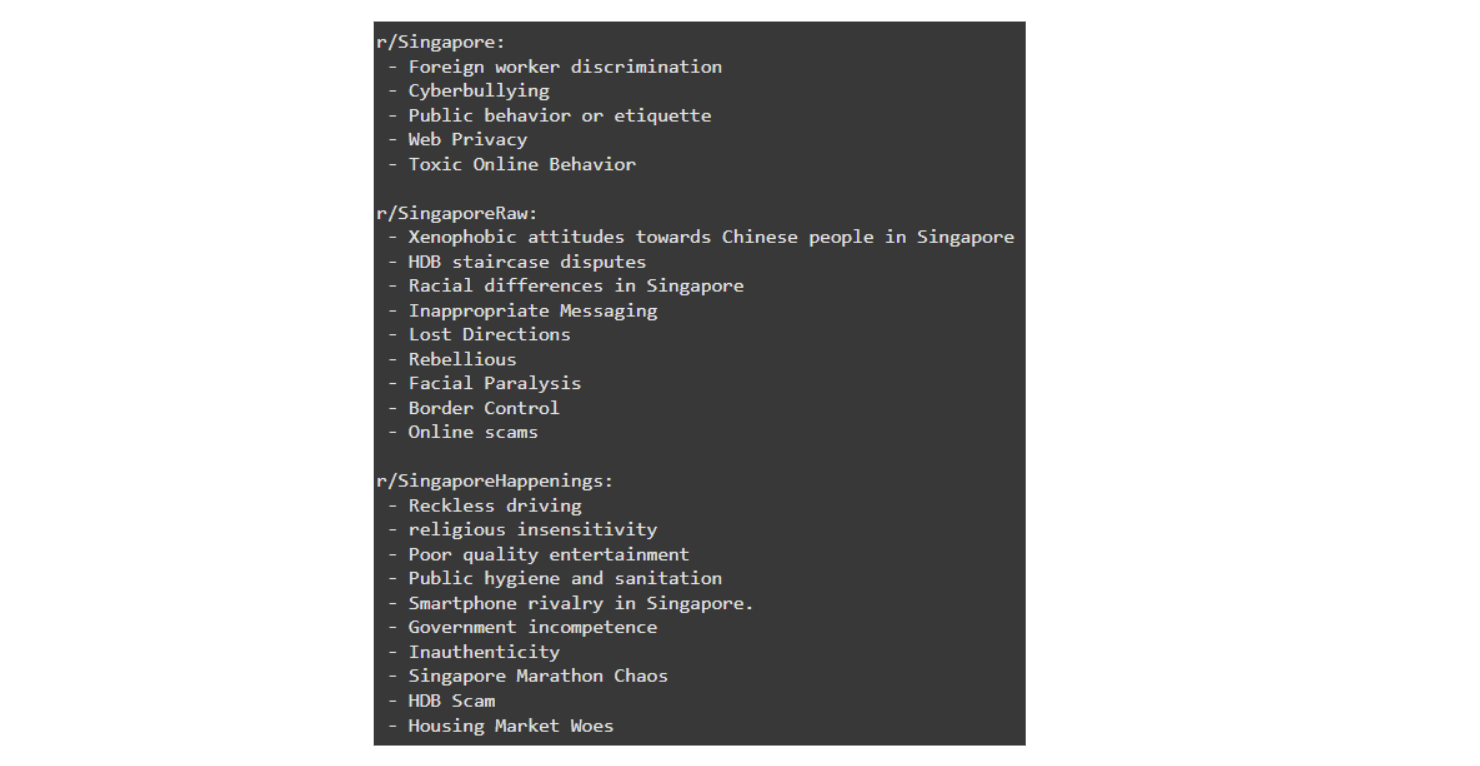 r/Singapore:
- Foreign worker discrimination
- Cyberbullying
- Public behavior or etiquette
- Web Privacy
- Toxic Online Behavior
r/SingaporeRaw:
- Xenophobic attitudes towards Chinese people in Singapore
- HDB staircase disputes
- Racial differences in Singapore
- Inappropriate Messaging
- Lost Directions
- Rebellious
- Facial Paralysis
- Border Control
- Online scams
r/SingaporeHappenings:
- Reckless driving
- religious insensitivity
- Poor quality entertainment
- Public hygiene and sanitation
- Smartphone rivalry in Singapore.
- Government incompetence
- Inauthenticity
- Singapore Marathon Chaos
- HDB Scam
- Housing Market Woes